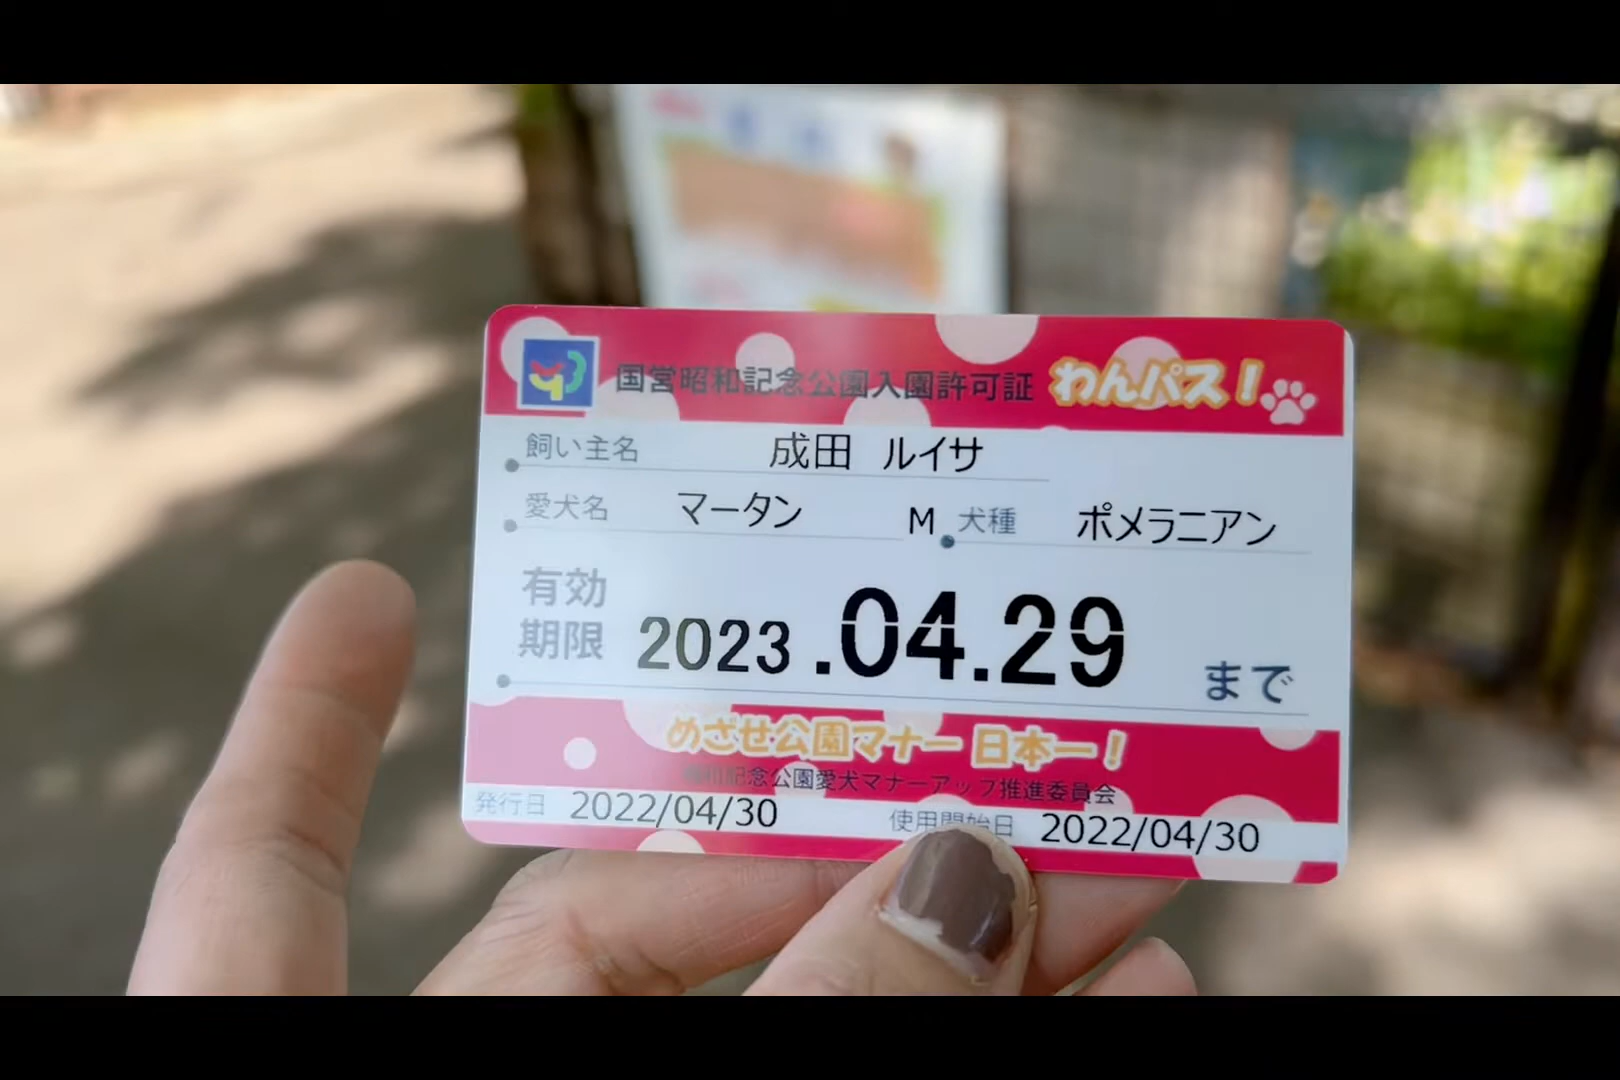 国営昭和記念公園入園許可証 わんパス！
飼い主名 成田 ルイサ
愛犬名 マータン M 犬種 ポメラニアン
有効期限 2023.04.29 まで
めざせ公園マナー日本一！
昭和記念公園愛犬マナーアップ推進委員会
発行日 2022/04/30 使用開始日 2022/04/30